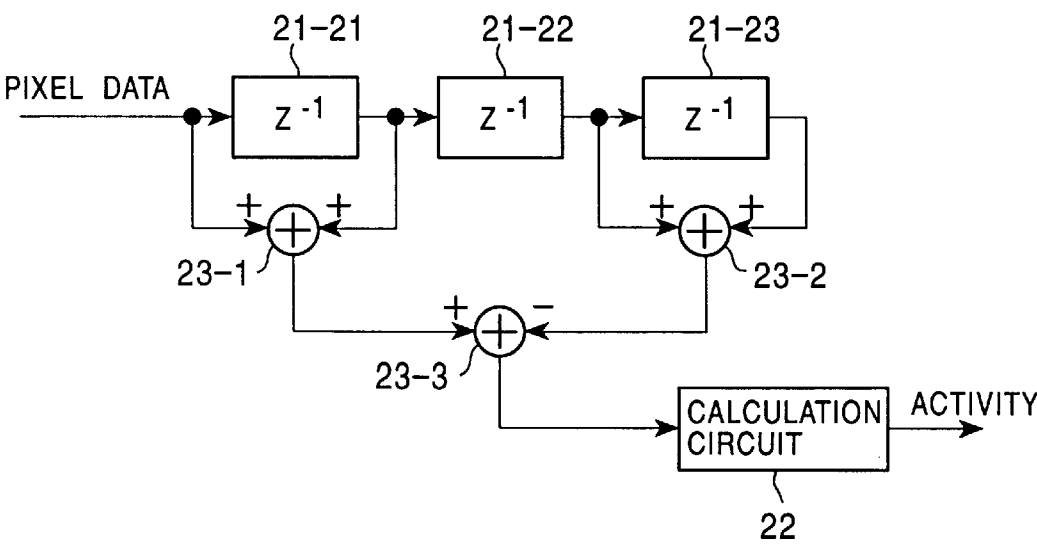 21-21 21-22 21-23
PIXEL DATA
Z⁻¹ Z⁻¹ Z⁻¹
+ + + +
+ +
23-1 23-2
+ −
+
23-3
CALCULATION ACTIVITY
CIRCUIT
22